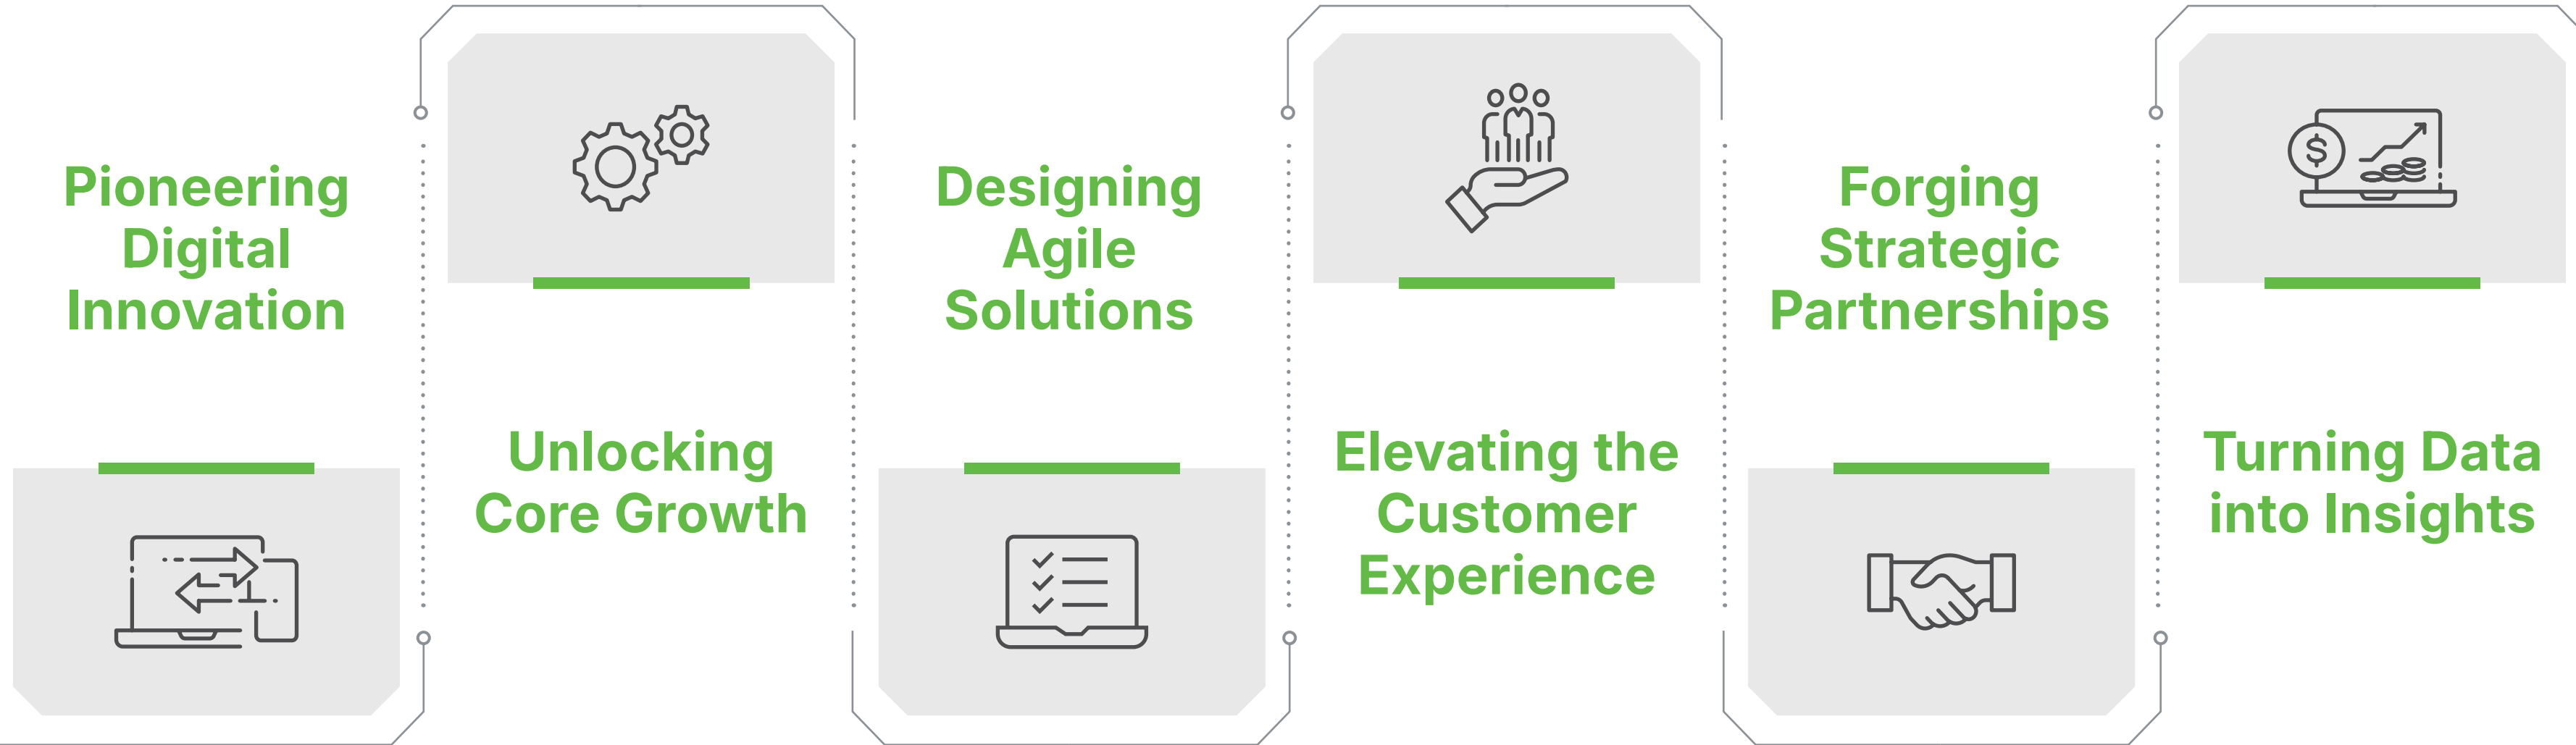 Pioneering
Digital
Innovation
Unlocking
Core Growth
Designing
Agile
Solutions
Elevating the
Customer
Experience
Forging
Strategic
Partnerships
Turning Data
into Insights
$